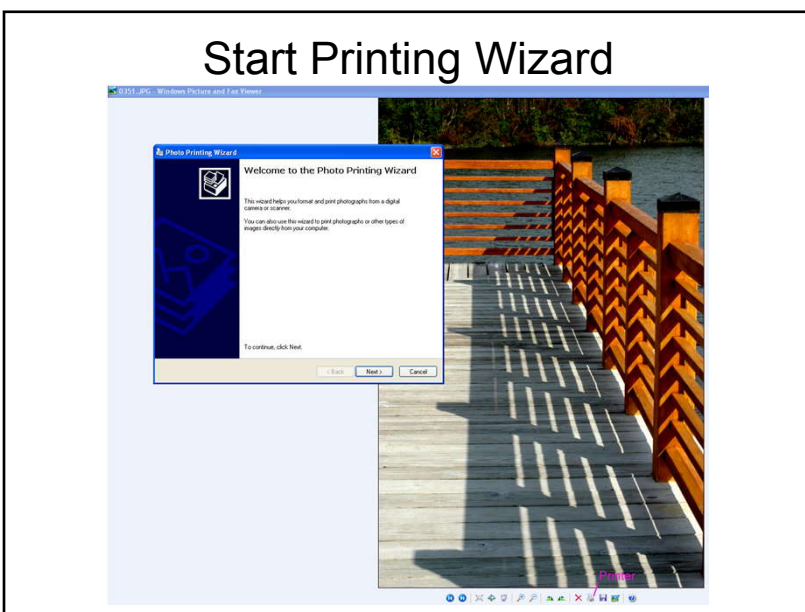 Start Printing Wizard
0351.JPG - Windows Picture and Fax Viewer
Photo Printing Wizard
Welcome to the Photo Printing Wizard
This wizard helps you format and print photographs from a digital
camera or scanner.
You can also use this wizard to print photographs or other types of
images directly from your computer.
To continue, click Next.
< Back
Next >
Cancel
Printer